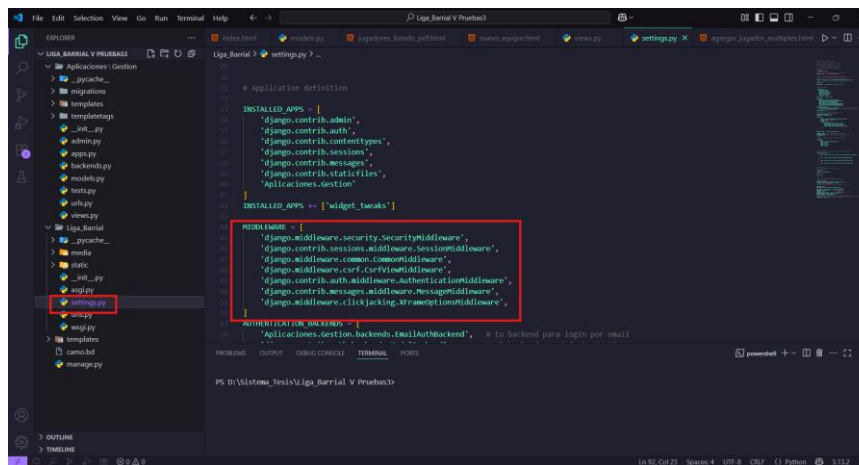 File Edit Selection View Go Run Terminal Help
Liga_Barrial V Pruebas3
EXPLORER
index.html
models.py
jugadores_listado_pdf.html
nuevo_equipo.html
views.py
settings.py
agregar_jugador_multiples.html
LIGA_BARRIAL V PRUEBAS3
Aplicaciones \ Gestion
__pycache__
migrations
templates
templatetags
__init__.py
admin.py
apps.py
backends.py
models.py
tests.py
urls.py
views.py
Liga_Barrial
__pycache__
media
static
__init__.py
asgi.py
settings.py
urls.py
wsgi.py
templates
camo.bd
manage.py
OUTLINE
TIMELINE
Liga_Barrial > settings.py > ...
# Application definition
INSTALLED_APPS = [
'django.contrib.admin',
'django.contrib.auth',
'django.contrib.contenttypes',
'django.contrib.sessions',
'django.contrib.messages',
'django.contrib.staticfiles',
'Aplicaciones.Gestion'
]
INSTALLED_APPS += ['widget_tweaks']
MIDDLEWARE = [
'django.middleware.security.SecurityMiddleware',
'django.contrib.sessions.middleware.SessionMiddleware',
'django.middleware.common.CommonMiddleware',
'django.middleware.csrf.CsrfViewMiddleware',
'django.contrib.auth.middleware.AuthenticationMiddleware',
'django.contrib.messages.middleware.MessageMiddleware',
'django.middleware.clickjacking.XFrameOptionsMiddleware',
]
AUTHENTICATION_BACKENDS = [
'Aplicaciones.Gestion.backends.EmailAuthBackend', # tu backend para login por email
PROBLEMS OUTPUT DEBUG CONSOLE TERMINAL PORTS
powershell
PS D:\Sistema_Tesis\Liga_Barrial V Pruebas3>
Ln 92, Col 23 Spaces: 4 UTF-8 CRLF {} Python 3.13.2